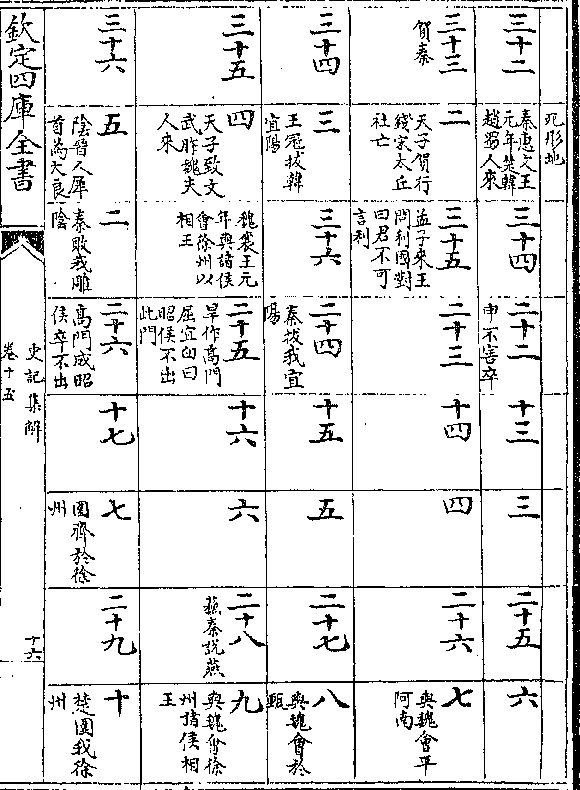 死彤地
三十二
秦惠文王
元年楚韓
趙蜀人來
三十四
二十二
申不害卒
十三
三
二十五
六
三十三
賀秦
二
天子賀行
錢宋太丘
社亡
三十五
孟子來王
問利國對
曰君不可
言利
二十三
十四
四
二十六
七
與魏會平
阿南
三十四
三
王冠拔韓
宜陽
三十六
二十四
秦拔我宜
陽
十五
五
二十七
八
與魏會於
甄
三十五
四
天子致文
武胙魏夫
人來
魏襄王元
年與諸侯
會徐州以
相王
二十五
旱作高門
屈宜臼曰
昭侯不出
此門
十六
六
二十八
蘇秦說燕
九
與魏會徐
州諸侯相
王
三十六
五
陰晉人犀
首為大良
二
秦敗我雕
陰
二十六
高門成昭
侯卒不出
十七
七
圍齊於徐
州
二十九
十
楚圍我徐
州
欽定四庫全書
史記集解
卷十五
十六